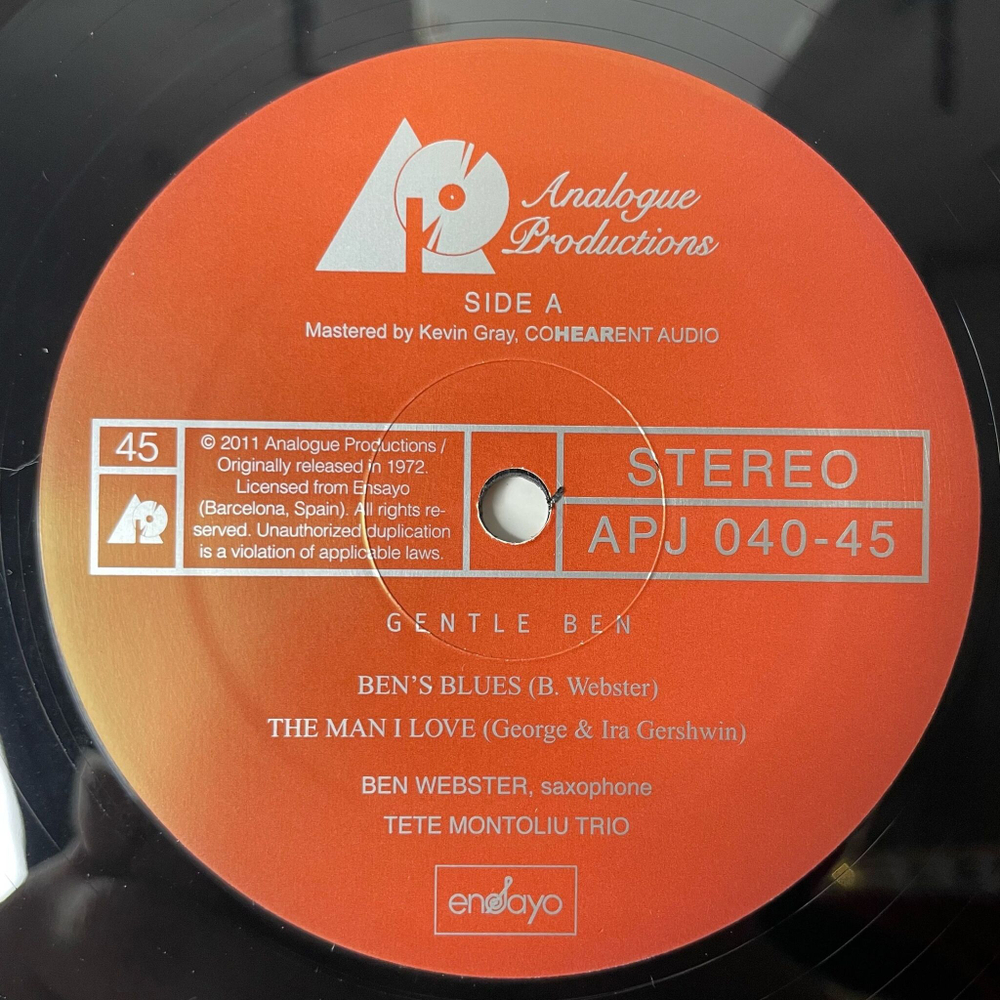 Analogue
Productions
SIDE A
Mastered by Kevin Gray, COHEARENT AUDIO
45
© 2011 Analogue Productions /
Originally released in 1972.
Licensed from Ensayo
(Barcelona, Spain). All rights re-
served. Unauthorized duplication
is a violation of applicable laws.
STEREO
APJ 040-45
GENTLE BEN
BEN'S BLUES (B. Webster)
THE MAN I LOVE (George & Ira Gershwin)
BEN WEBSTER, saxophone
TETE MONTOLIU TRIO
ensayo